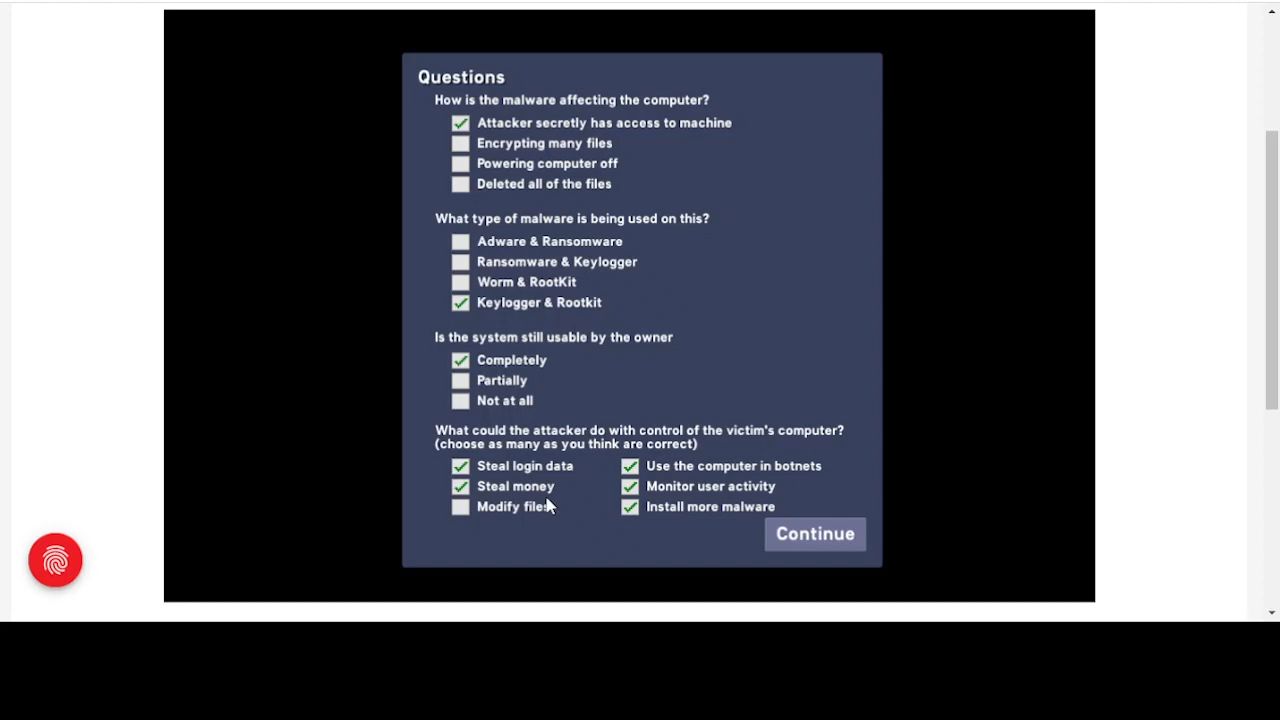 Questions
How is the malware affecting the computer?
Attacker secretly has access to machine
Encrypting many files
Powering computer off
Deleted all of the files
What type of malware is being used on this?
Adware & Ransomware
Ransomware & Keylogger
Worm & RootKit
Keylogger & Rootkit
Is the system still usable by the owner
Completely
Partially
Not at all
What could the attacker do with control of the victim's computer?
(choose as many as you think are correct)
Steal login data
Use the computer in botnets
Steal money
Monitor user activity
Modify files
Install more malware
Continue